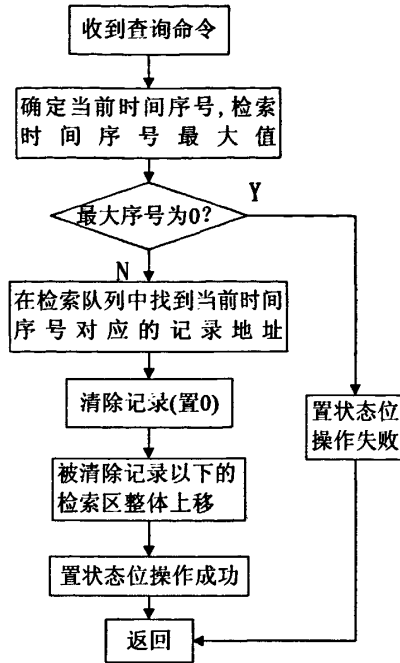 收到查询命令
确定当前时间序号,检索
时间序号最大值
最大序号为0?
Y
N
在检索队列中找到当前时间
序号对应的记录地址
清除记录(置0)
置状态位
操作失败
被清除记录以下的
检索区整体上移
置状态位操作成功
返回